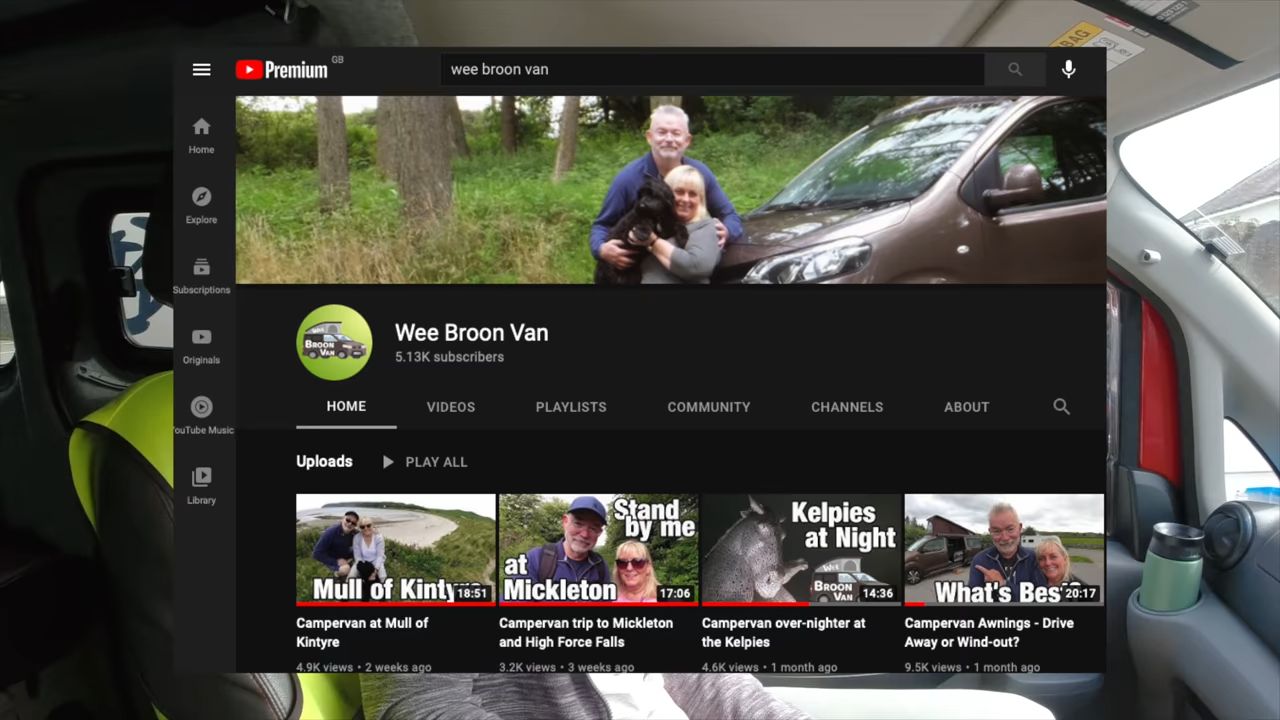 BAG
Premium GB
wee broon van
Home
Explore
Subscriptions
Originals
YouTube Music
Library
WEE
BROON
VAN
Wee Broon Van
5.13K subscribers
HOME VIDEOS PLAYLISTS COMMUNITY CHANNELS ABOUT
Uploads PLAY ALL
Mull of Kinty
18:51
Stand
by me
at
Mickleton
17:06
Kelpies
at Night
WEE
BROON
VAN
14:36
What's Bes
20:17
Campervan at Mull of
Kintyre
4.9K views • 2 weeks ago
Campervan trip to Mickleton
and High Force Falls
3.2K views • 3 weeks ago
Campervan over-nighter at
the Kelpies
4.6K views • 1 month ago
Campervan Awnings - Drive
Away or Wind-out?
9.5K views • 1 month ago